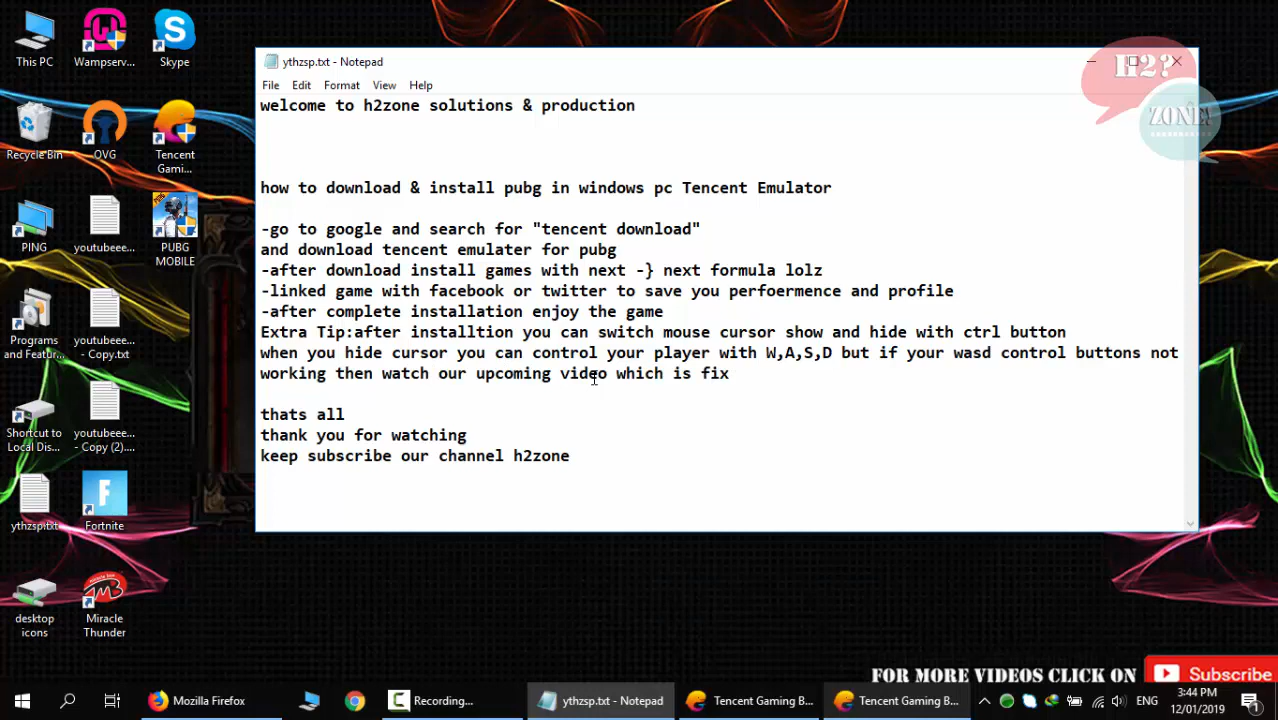 This PC
Wampserv...
Skype
Recycle Bin
OVG
Tencent
Gami...
PING
youtubeee...
PUBG
MOBILE
Programs
and Featur...
youtubeee...
- Copy.txt
Shortcut to
Local Dis...
youtubeee...
- Copy (2)....
ythzsp.txt
Fortnite
desktop
icons
Miracle
Thunder
ythzsp.txt - Notepad
File Edit Format View Help
welcome to h2zone solutions & production
how to download & install pubg in windows pc Tencent Emulator
-go to google and search for "tencent download"
and download tencent emulater for pubg
-after download install games with next -} next formula lolz
-linked game with facebook or twitter to save you perfoermence and profile
-after complete installation enjoy the game
Extra Tip:after installtion you can switch mouse cursor show and hide with ctrl button
when you hide cursor you can control your player with W,A,S,D but if your wasd control buttons not
working then watch our upcoming video which is fix
thats all
thank you for watching
keep subscribe our channel h2zone
H2?
ZONE!
FOR MORE VIDEOS CLICK ON
Subscribe
Mozilla Firefox
Recording...
ythzsp.txt - Notepad
Tencent Gaming B...
Tencent Gaming B...
ENG
3:44 PM
12/01/2019